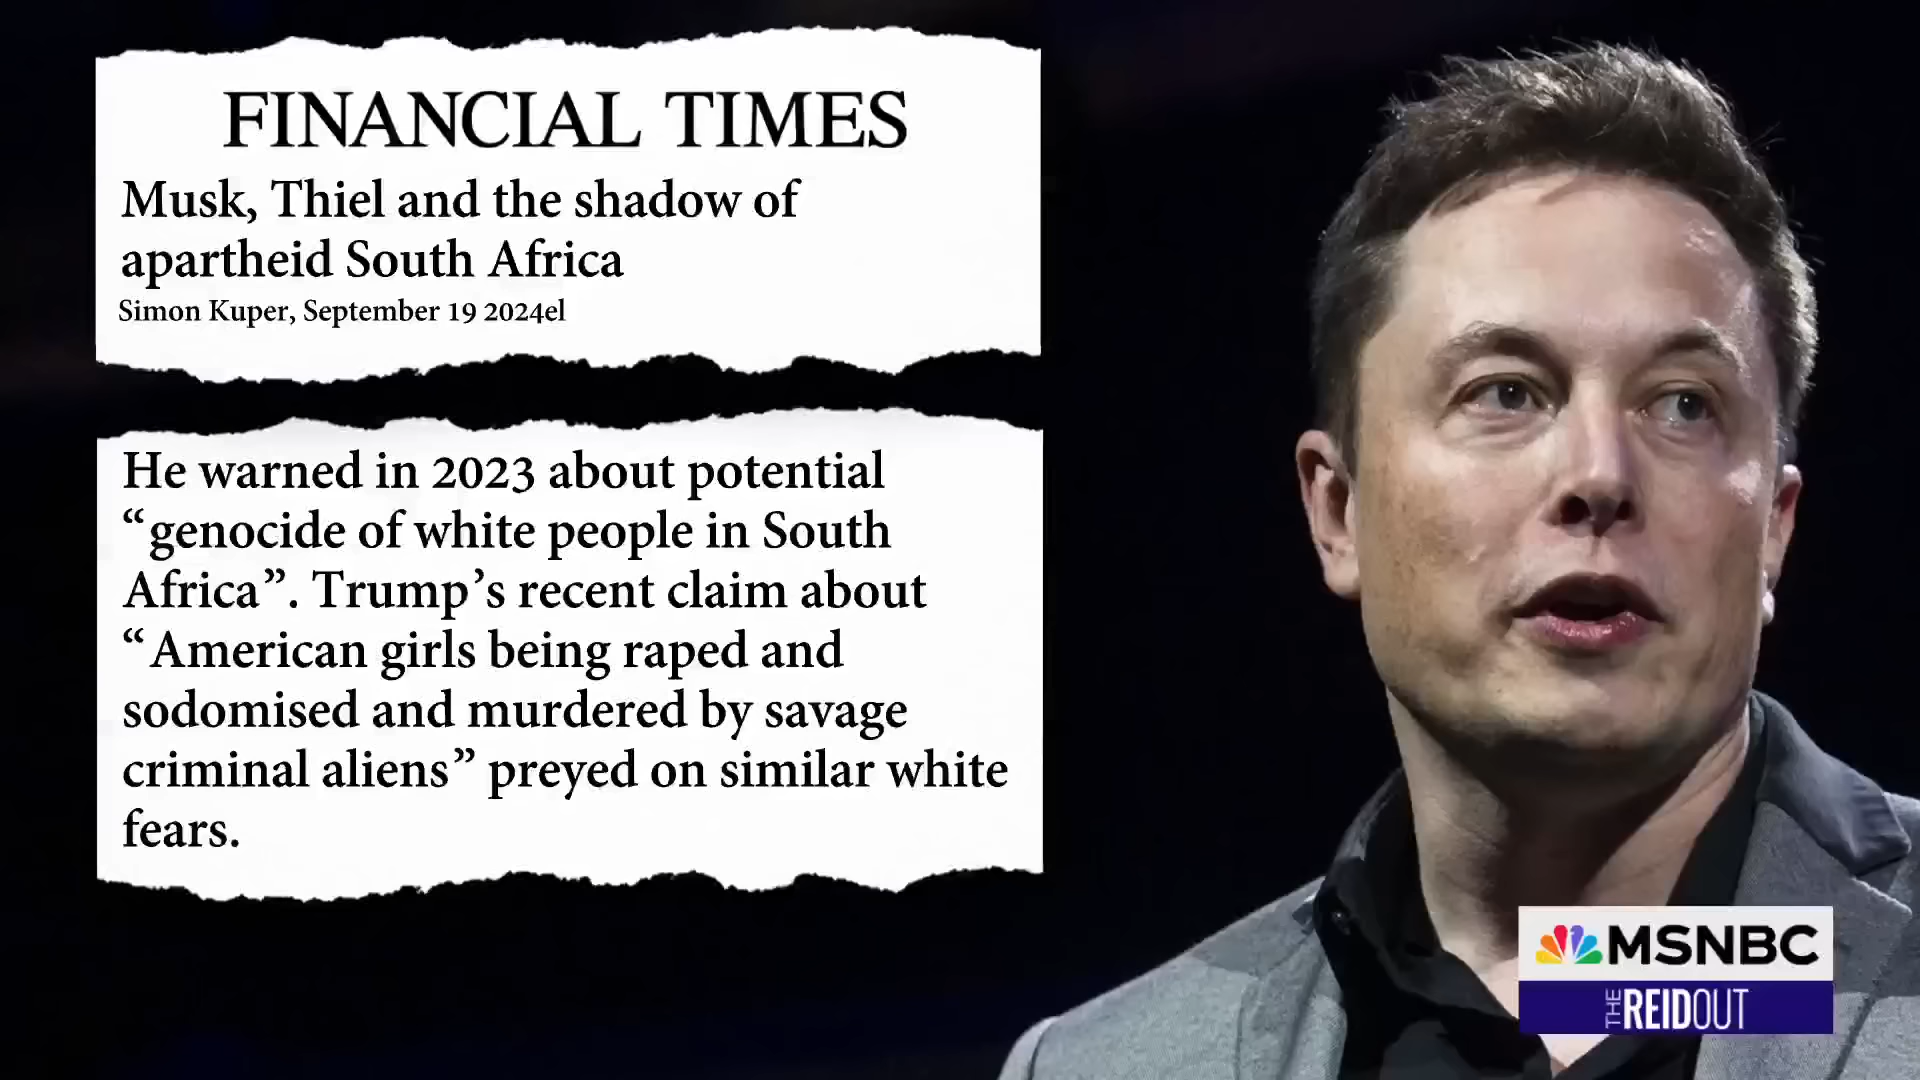 FINANCIAL TIMES
Musk, Thiel and the shadow of
apartheid South Africa
Simon Kuper, September 19 2024el
He warned in 2023 about potential
“genocide of white people in South
Africa”. Trump’s recent claim about
“American girls being raped and
sodomised and murdered by savage
criminal aliens” preyed on similar white
fears.
MSNBC
THE REIDOUT